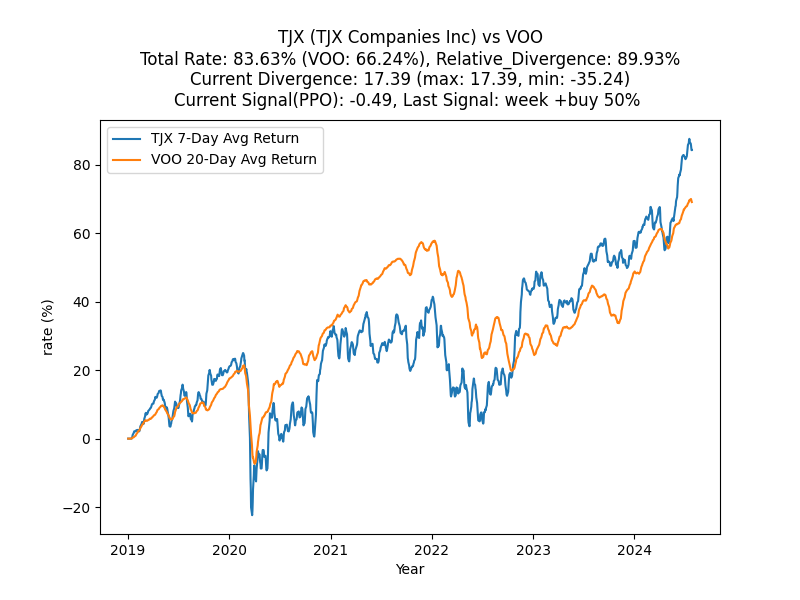 TJX (TJX Companies Inc) vs VOO
Total Rate: 83.63% (VOO: 66.24%), Relative_Divergence: 89.93%
Current Divergence: 17.39 (max: 17.39, min: -35.24)
Current Signal(PPO): -0.49, Last Signal: week +buy 50%
TJX 7-Day Avg Return
VOO 20-Day Avg Return
80
60
40
20
0
−20
rate (%)
2019 2020 2021 2022 2023 2024
Year